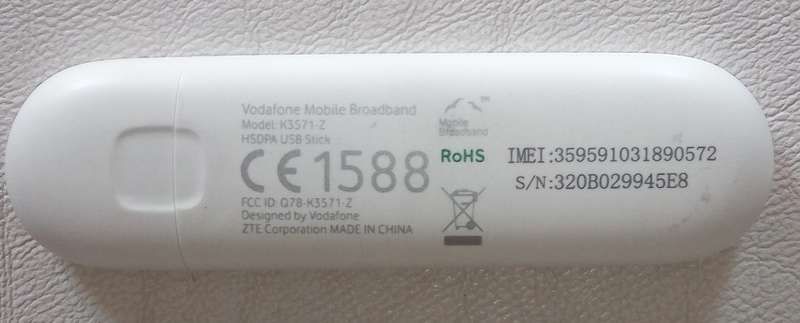 Vodafone Mobile Broadband
Model: K3571-Z
HSDPA USB Stick
CE1588
FCC ID: Q78-K3571-Z
Designed by Vodafone
ZTE Corporation MADE IN CHINA
TM
Mobile
Broadband
RoHS
IMEI:359591031890572
S/N:320B029945E8